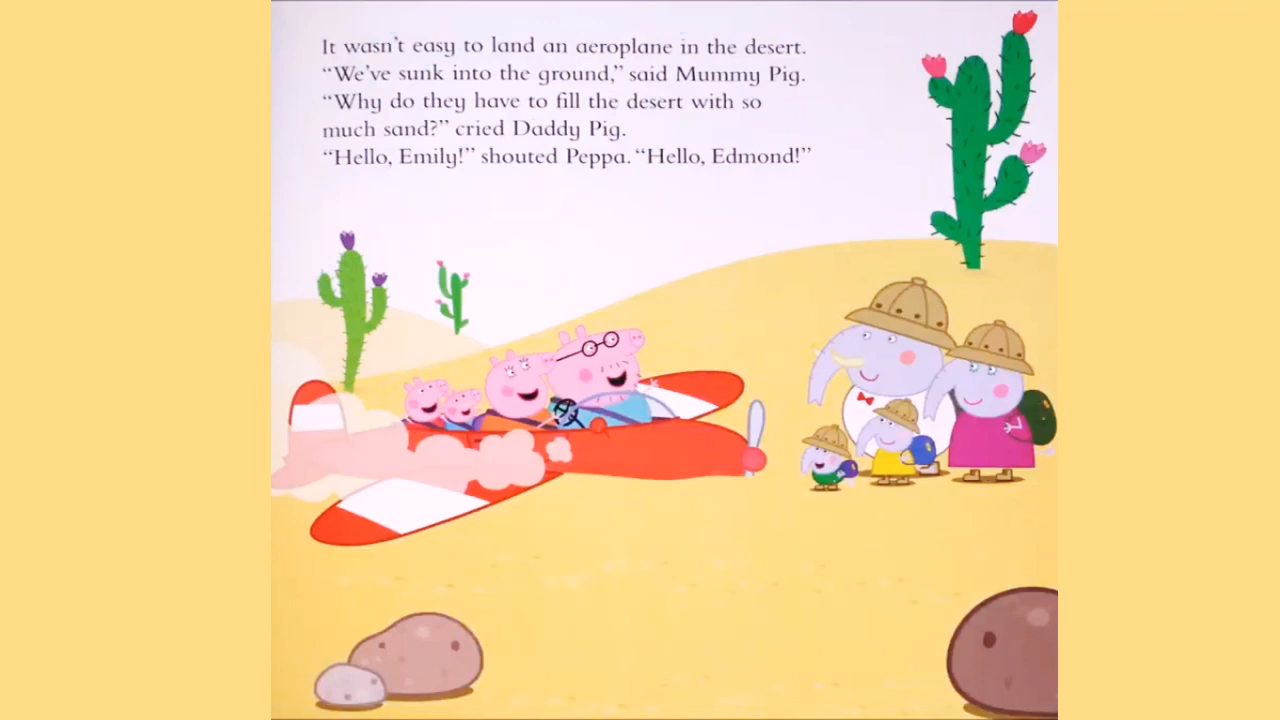 It wasn't easy to land an aeroplane in the desert.
“We've sunk into the ground,” said Mummy Pig.
“Why do they have to fill the desert with so
much sand?” cried Daddy Pig.
“Hello, Emily!” shouted Peppa. “Hello, Edmond!”